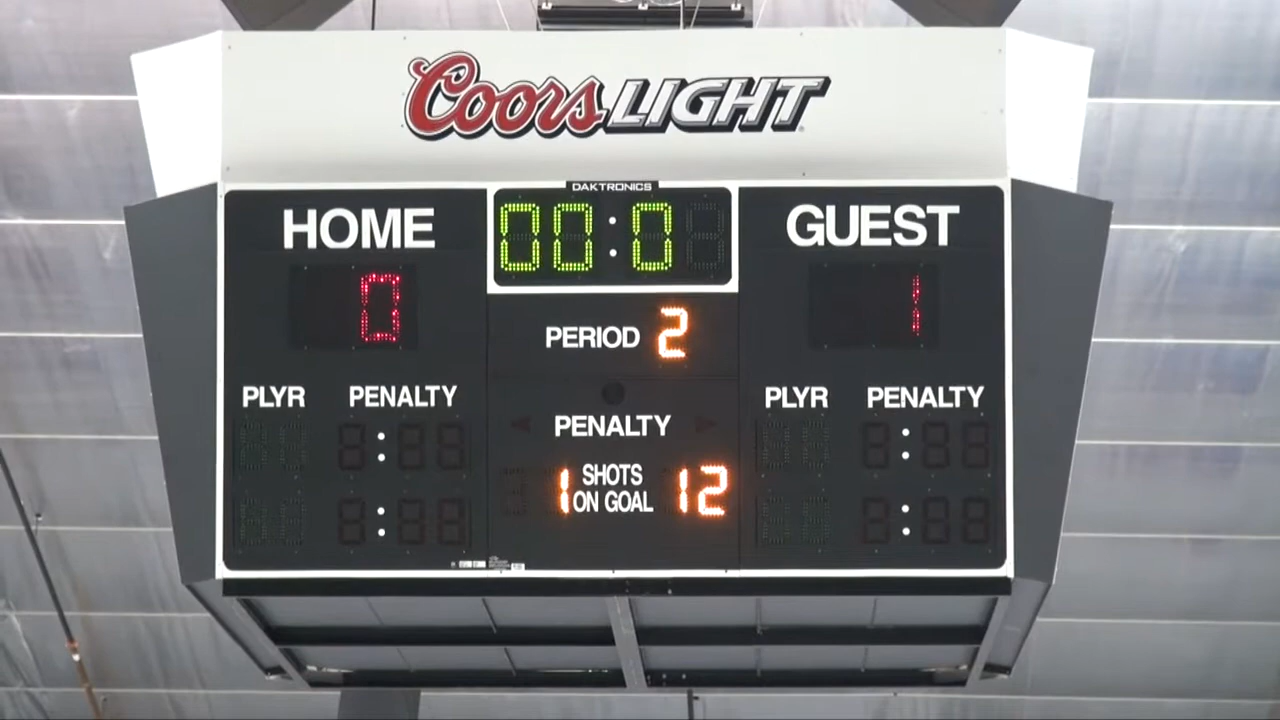 Coors LIGHT
DAKTRONICS
HOME
00:0
GUEST
0
PERIOD 2
1
PLYR PENALTY
PENALTY
PLYR PENALTY
1 SHOTS ON GOAL 12